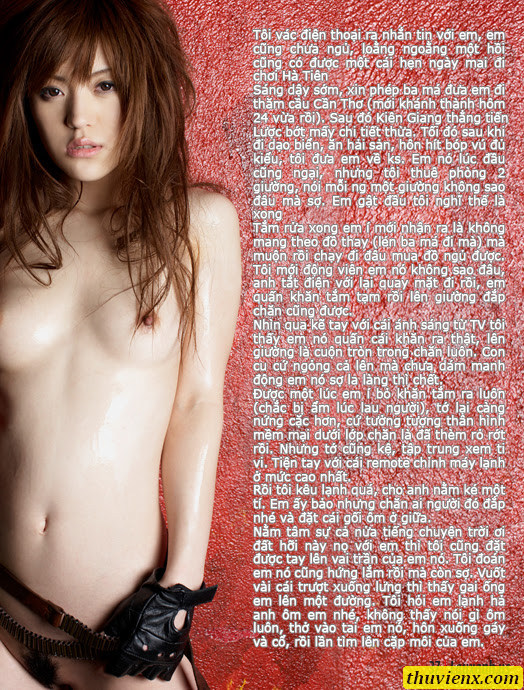 Tôi vác điện thoại ra nhắn tin với em, em
cũng chưa ngủ, loằng ngoằng một hồi
cũng có được một cái hẹn ngày mai đi
chơi Hà Tiên
Sáng dậy sớm, xin phép ba má đưa em đi
thăm cầu Cần Thơ (mới khánh thành hôm
24 vừa rồi). Sau đó Kiên Giang thẳng tiến
Lược bớt mấy chi tiết thừa. Tối đó sau khi
đi dạo biển, ăn hải sản, hôn hít bóp vú đủ
kiểu, tôi đưa em về ks. Em nó lúc đầu
cũng ngại, nhưng tôi thuê phòng 2
giường, nói mỗi ng một giường không sao
đâu mà sợ. Em gật đầu tôi nghĩ thế là
xong
Tắm rửa xong em í mới nhận ra là không
mang theo đồ thay (lén ba má đi mà) mà
muộn rồi chạy đi đâu mua đồ ngủ được.
Tôi mới động viên em nó không sao đâu,
anh tắt điện với lại quay mặt đi rồi, em
quấn khăn tắm tạm rồi lên giường đắp
chăn cũng được.
Nhìn qua kẽ tay với cái ánh sáng từ TV tôi
thấy em nó quấn cái khăn ra thật, lên
giường là cuộn tròn trong chăn luôn. Con
cu cứ ngóng cả lên mà chưa dám manh
động em nó sợ la làng thì chết.
Được một lúc em í bỏ khăn tắm ra luôn
(chắc bị ẩm lúc lau người), tớ lại càng
nứng cặc hơn, cứ tưởng tượng thân hình
mềm mại dưới lớp chăn là đã thèm rỏ rớt
rồi. Nhưng tớ cũng kệ, tập trung xem ti
vi. Tiện tay với cái remote chỉnh máy lạnh
ở mức cao nhất.
Rồi tôi kêu lạnh quá, cho anh nằm ké một
tí. Em ấy bảo nhưng chăn ai người đó đắp
nhé và đặt cái gối ôm ở giữa.
Nằm tâm sự cả nửa tiếng chuyện trời ơi
đất hỡi này nọ với em thì tôi cũng đặt
được tay lên vai trần của em nó. Tôi đoán
em nó cũng hứng lắm rồi mà còn sợ. Vuốt
vài cái trượt xuống lưng thì thấy gai ống
em lên một đường. Tôi hỏi em lạnh hả
anh ôm em nhé, không thấy nói gì ôm
luôn, thở vào tai em nó, hôn xuống gáy
và cổ, rồi lần tìm lên cặp môi của em.
thuvienx.com